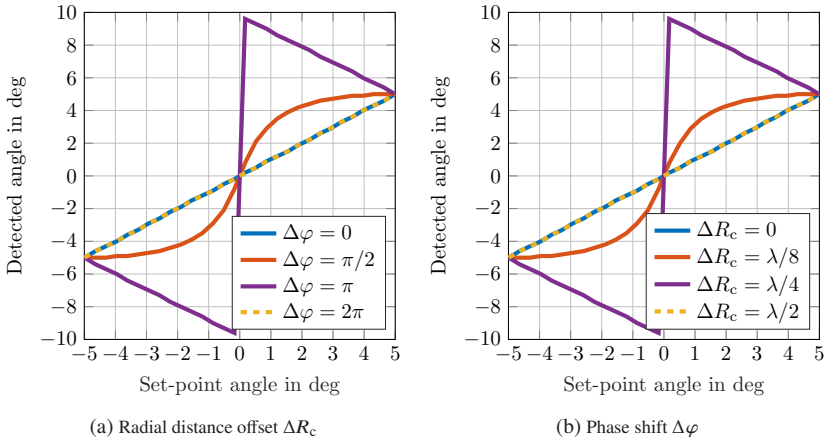 Detected angle in deg
10
8
6
4
2
0
−2
−4
−6
−8
−10
Δφ = 0
Δφ = π/2
Δφ = π
Δφ = 2π
−5 −4 −3 −2 −1 0 1 2 3 4 5
Set-point angle in deg
(a) Radial distance offset ΔR_c
Detected angle in deg
10
8
6
4
2
0
−2
−4
−6
−8
−10
ΔR_c = 0
ΔR_c = λ/8
ΔR_c = λ/4
ΔR_c = λ/2
−5 −4 −3 −2 −1 0 1 2 3 4 5
Set-point angle in deg
(b) Phase shift Δφ